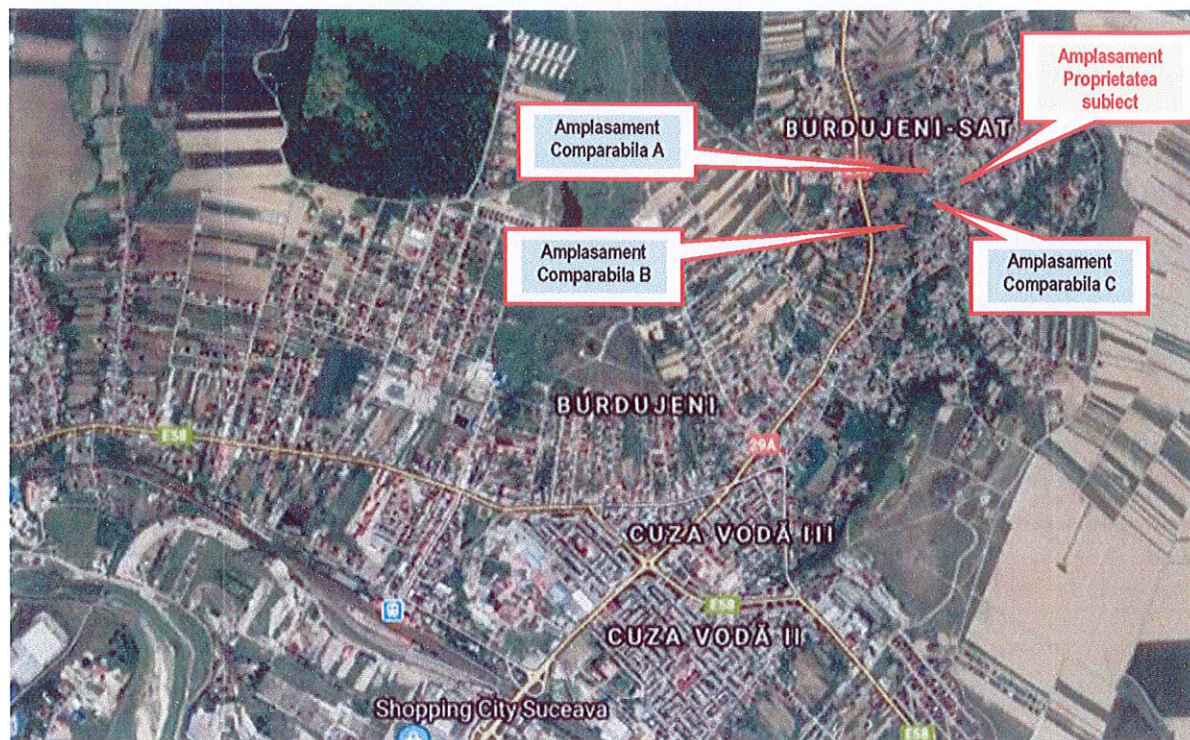 Amplasament
Proprietatea
subiect
Amplasament
Comparabila A
BURDUJENI-SAT
Amplasament
Comparabila B
Amplasament
Comparabila C
BURDUJENI
E58
29A
CUZA VODĂ III
E58
CUZA VODĂ II
Shopping City Suceava
E58